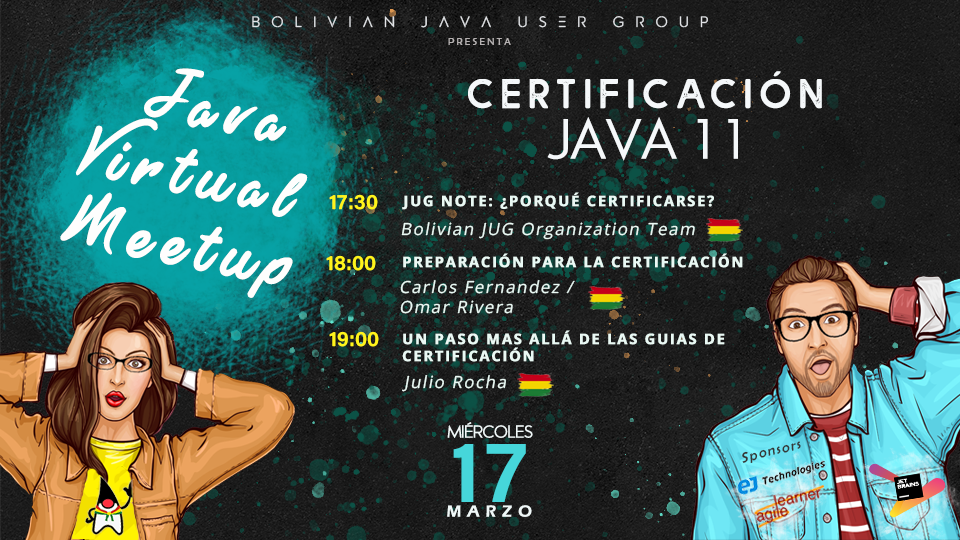 BOLIVIAN JAVA USER GROUP
PRESENTA
Java
Virtual
Meetup
CERTIFICACIÓN
JAVA 11
17:30 JUG NOTE: ¿PORQUÉ CERTIFICARSE?
Bolivian JUG Organization Team
18:00 PREPARACIÓN PARA LA CERTIFICACIÓN
Carlos Fernandez /
Omar Rivera
19:00 UN PASO MAS ALLÁ DE LAS GUIAS DE
CERTIFICACIÓN
Julio Rocha
MIÉRCOLES
17
MARZO
Sponsors
eJ Technologies
agile learner
JET
BRAINS